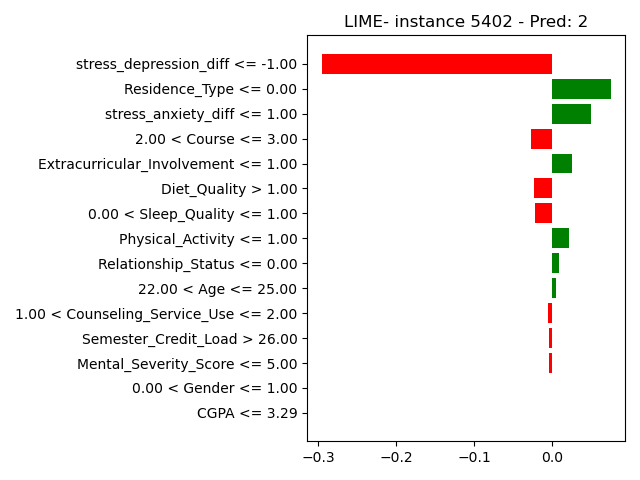 LIME- instance 5402 - Pred: 2
stress_depression_diff <= -1.00
Residence_Type <= 0.00
stress_anxiety_diff <= 1.00
2.00 < Course <= 3.00
Extracurricular_Involvement <= 1.00
Diet_Quality > 1.00
0.00 < Sleep_Quality <= 1.00
Physical_Activity <= 1.00
Relationship_Status <= 0.00
22.00 < Age <= 25.00
1.00 < Counseling_Service_Use <= 2.00
Semester_Credit_Load > 26.00
Mental_Severity_Score <= 5.00
0.00 < Gender <= 1.00
CGPA <= 3.29
−0.3 −0.2 −0.1 0.0